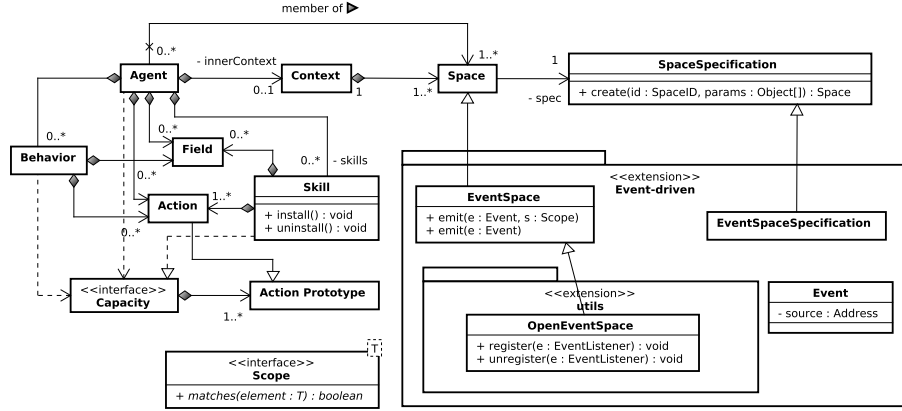 member of
0..*
1..*
- innerContext
1
Agent
Context
Space
SpaceSpecification
0..1
1
1..*
- spec
+ create(id : SpaceID, params : Object[]) : Space
0..*
0..*
0..*
Behavior
Field
0..*
- skills
<<extension>>
Event-driven
0..*
Skill
EventSpace
1..*
Action
+ install() : void
+ uninstall() : void
+ emit(e : Event, s : Scope)
+ emit(e : Event)
EventSpaceSpecification
0..*
<<interface>>
Capacity
Action Prototype
1..*
<<extension>>
utils
Event
- source : Address
OpenEventSpace
+ register(e : EventListener) : void
+ unregister(e : EventListener) : void
T
<<interface>>
Scope
+ matches(element : T) : boolean